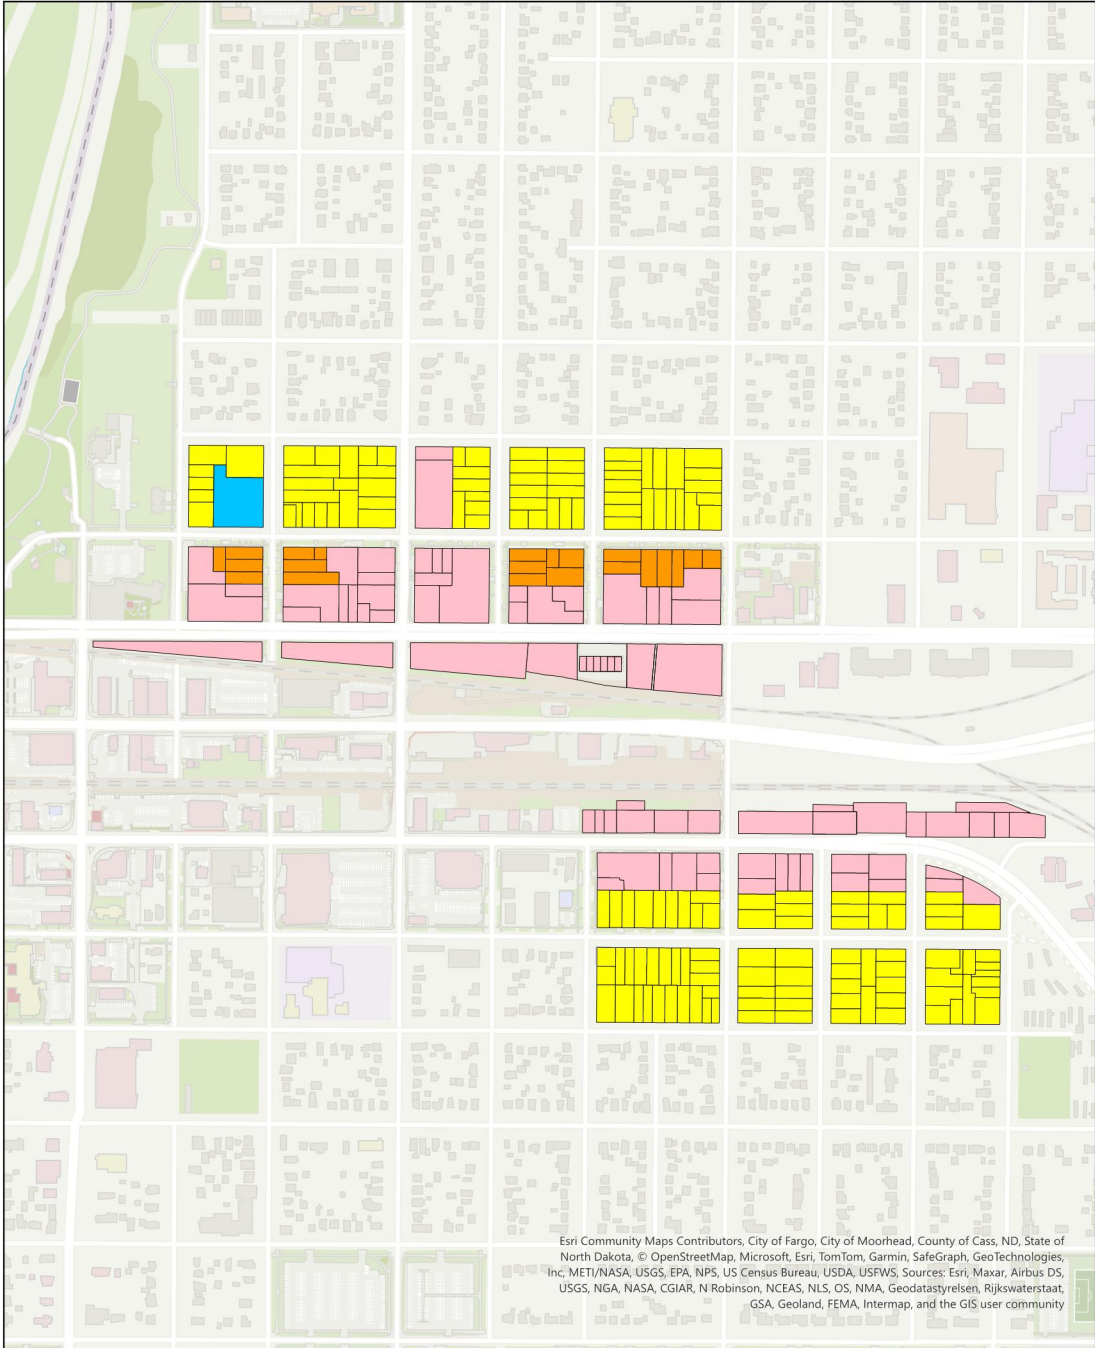 Esri Community Maps Contributors, City of Fargo, City of Moorhead, County of Cass, ND, State of
North Dakota, © OpenStreetMap, Microsoft, Esri, TomTom, Garmin, SafeGraph, GeoTechnologies,
Inc, METI/NASA, USGS, EPA, NPS, US Census Bureau, USDA, USFWS, Sources: Esri, Maxar, Airbus DS,
USGS, NGA, NASA, CGIAR, N Robinson, NCEAS, NLS, OS, NMA, Geodatastyrelsen, Rijkswaterstaat,
GSA, Geoland, FEMA, Intermap, and the GIS user community